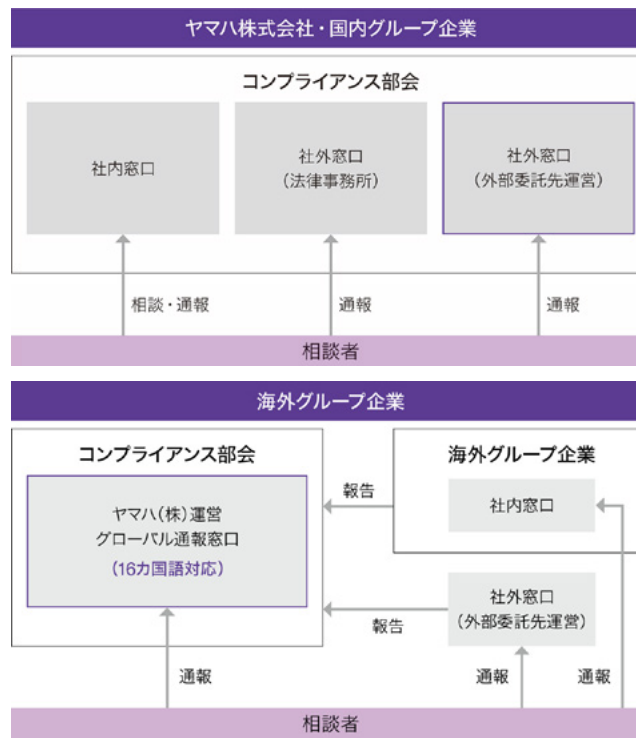 ヤマハ株式会社・国内グループ企業
コンプライアンス部会
社内窓口
社外窓口
（法律事務所）
社外窓口
（外部委託先運営）
相談・通報
通報
通報
相談者
海外グループ企業
コンプライアンス部会
ヤマハ（株）運営
グローバル通報窓口
（16カ国語対応）
報告
海外グループ企業
社内窓口
報告
社外窓口
（外部委託先運営）
通報
通報
通報
相談者